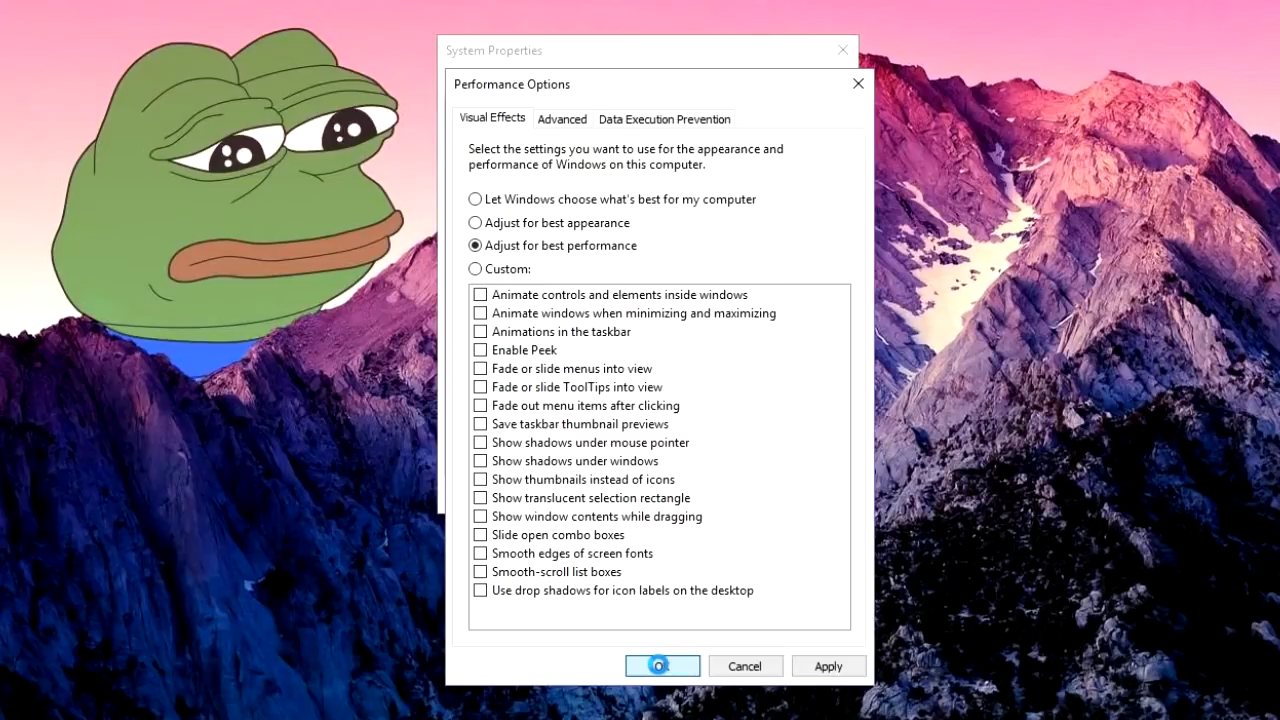 System Properties
Performance Options
Visual Effects
Advanced
Data Execution Prevention
Select the settings you want to use for the appearance and
performance of Windows on this computer.
Let Windows choose what's best for my computer
Adjust for best appearance
Adjust for best performance
Custom:
Animate controls and elements inside windows
Animate windows when minimizing and maximizing
Animations in the taskbar
Enable Peek
Fade or slide menus into view
Fade or slide ToolTips into view
Fade out menu items after clicking
Save taskbar thumbnail previews
Show shadows under mouse pointer
Show shadows under windows
Show thumbnails instead of icons
Show translucent selection rectangle
Show window contents while dragging
Slide open combo boxes
Smooth edges of screen fonts
Smooth-scroll list boxes
Use drop shadows for icon labels on the desktop
Cancel
Apply